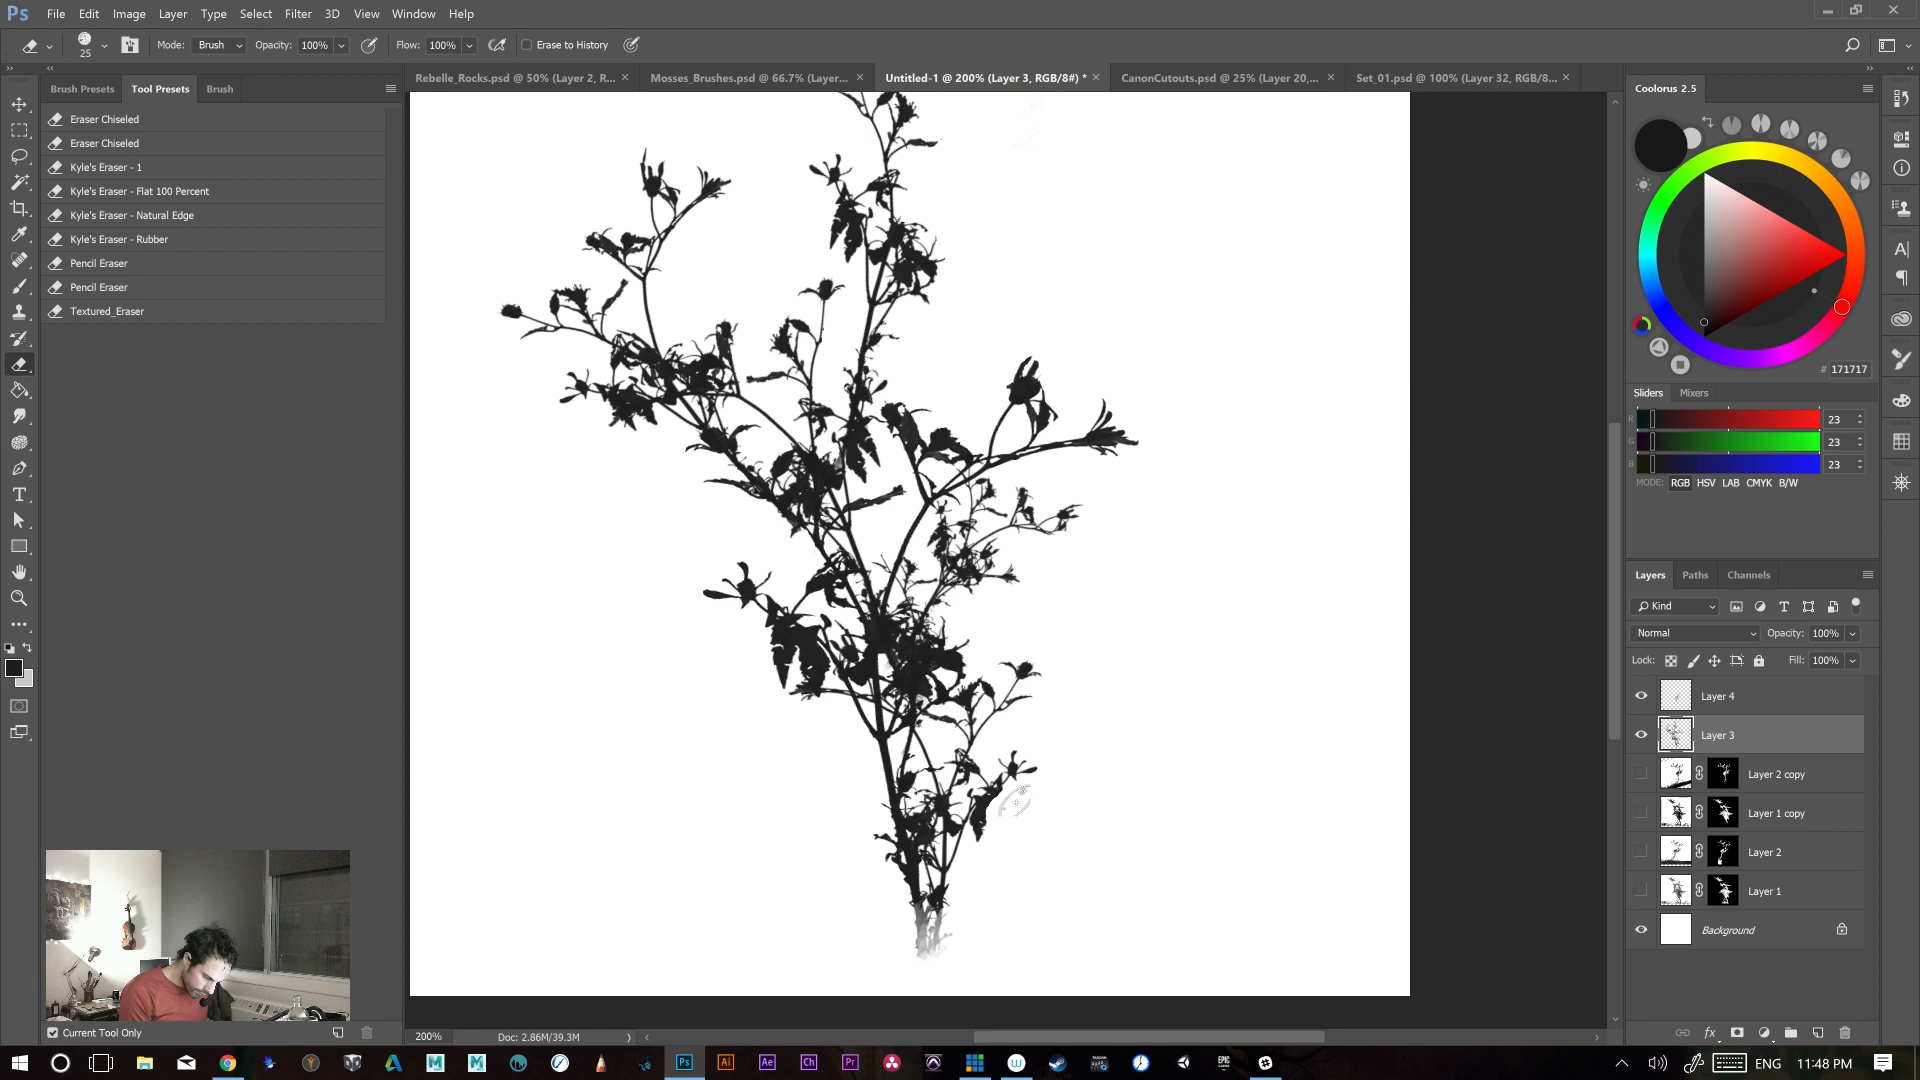 Ps File Edit Image Layer Type Select Filter 3D View Window Help
25 Mode: Brush Opacity: 100% Flow: 100% Erase to History
Rebelle_Rocks.psd @ 50% (Layer 2, R... × Mosses_Brushes.psd @ 66.7% (Layer... × Untitled-1 @ 200% (Layer 3, RGB/8#) * × CanonCutouts.psd @ 25% (Layer 20,... × Set_01.psd @ 100% (Layer 32, RGB/8... ×
Brush Presets Tool Presets Brush
Eraser Chiseled
Eraser Chiseled
Kyle's Eraser - 1
Kyle's Eraser - Flat 100 Percent
Kyle's Eraser - Natural Edge
Kyle's Eraser - Rubber
Pencil Eraser
Pencil Eraser
Textured_Eraser
Current Tool Only
Coolorus 2.5
# 171717
Sliders Mixers
R 23
G 23
B 23
MODE: RGB HSV LAB CMYK B/W
Layers Paths Channels
Kind
Normal Opacity: 100%
Lock: Fill: 100%
Layer 4
Layer 3
Layer 2 copy
Layer 1 copy
Layer 2
Layer 1
Background
fx
200% Doc: 2.86M/39.3M
Ps Ai Ae Ch Pr
ENG 11:48 PM